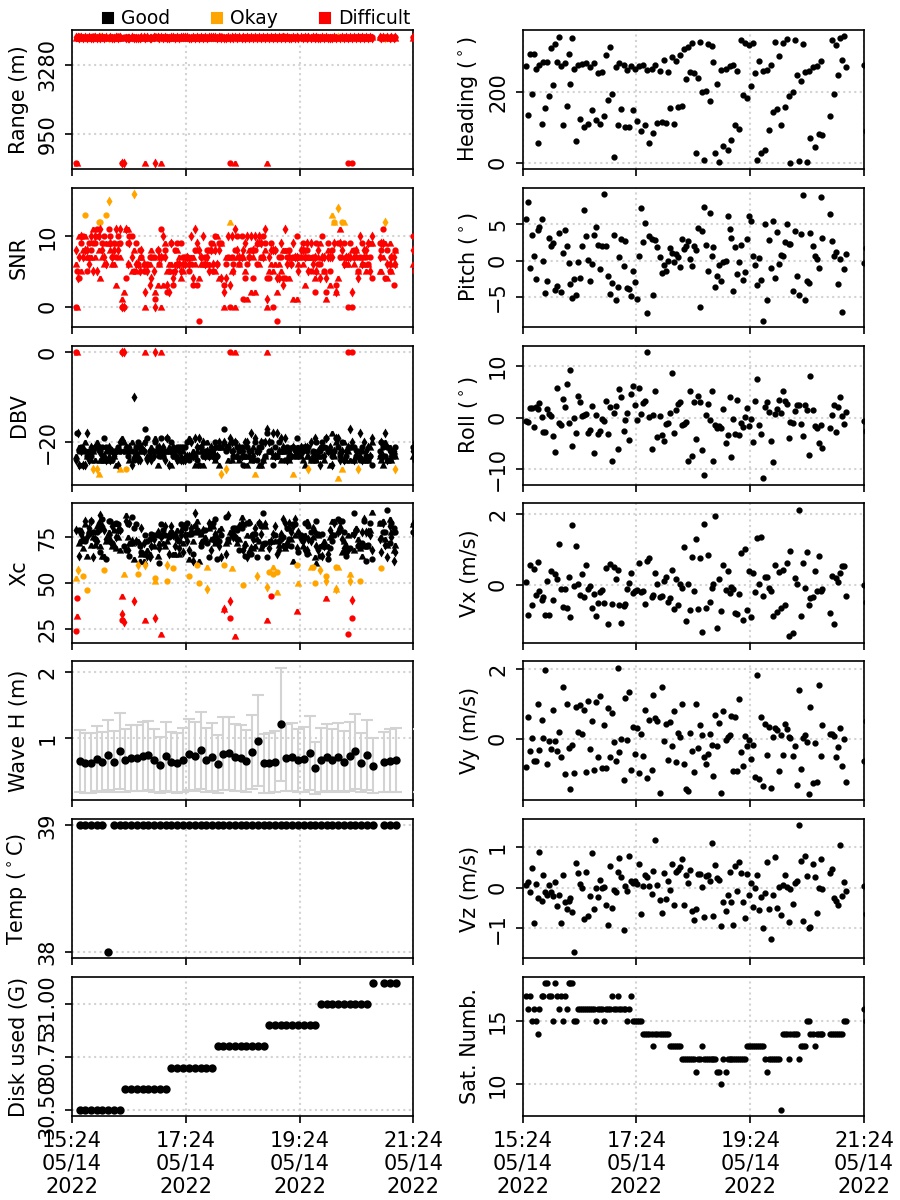 Good Okay Difficult
Range (m)
3280
950
Heading (°)
200
0
SNR
10
0
Pitch (°)
5
0
−5
DBV
0
−20
Roll (°)
10
0
−10
Xc
75
50
25
Vx (m/s)
2
0
Wave H (m)
2
1
Vy (m/s)
2
0
Temp (°C)
39
38
Vz (m/s)
1
0
−1
Disk used (G)
31.00
30.75
30.50
Sat. Numb.
15
10
15:24 17:24 19:24 21:24
05/14 05/14 05/14 05/14
2022 2022 2022 2022
15:24 17:24 19:24 21:24
05/14 05/14 05/14 05/14
2022 2022 2022 2022